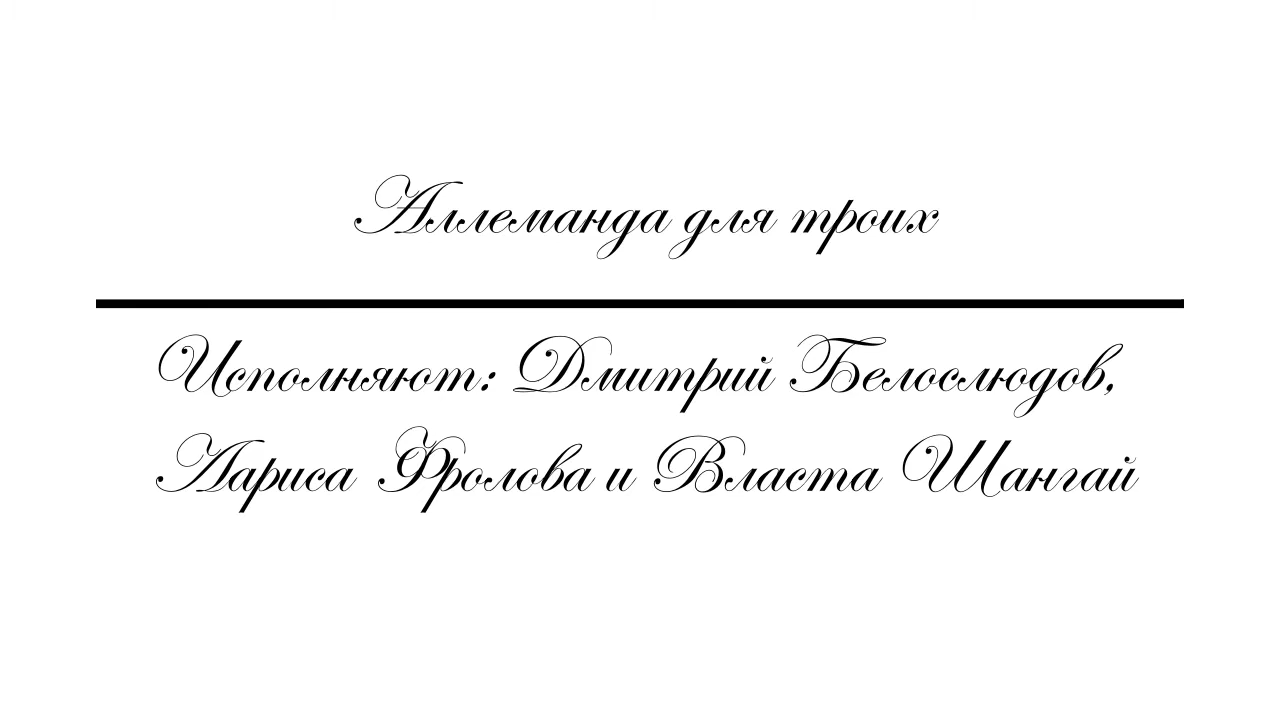 Аллеманда для троих
Исполняют: Дмитрий Белослюдов,
Лариса Фролова и Власта Шангай